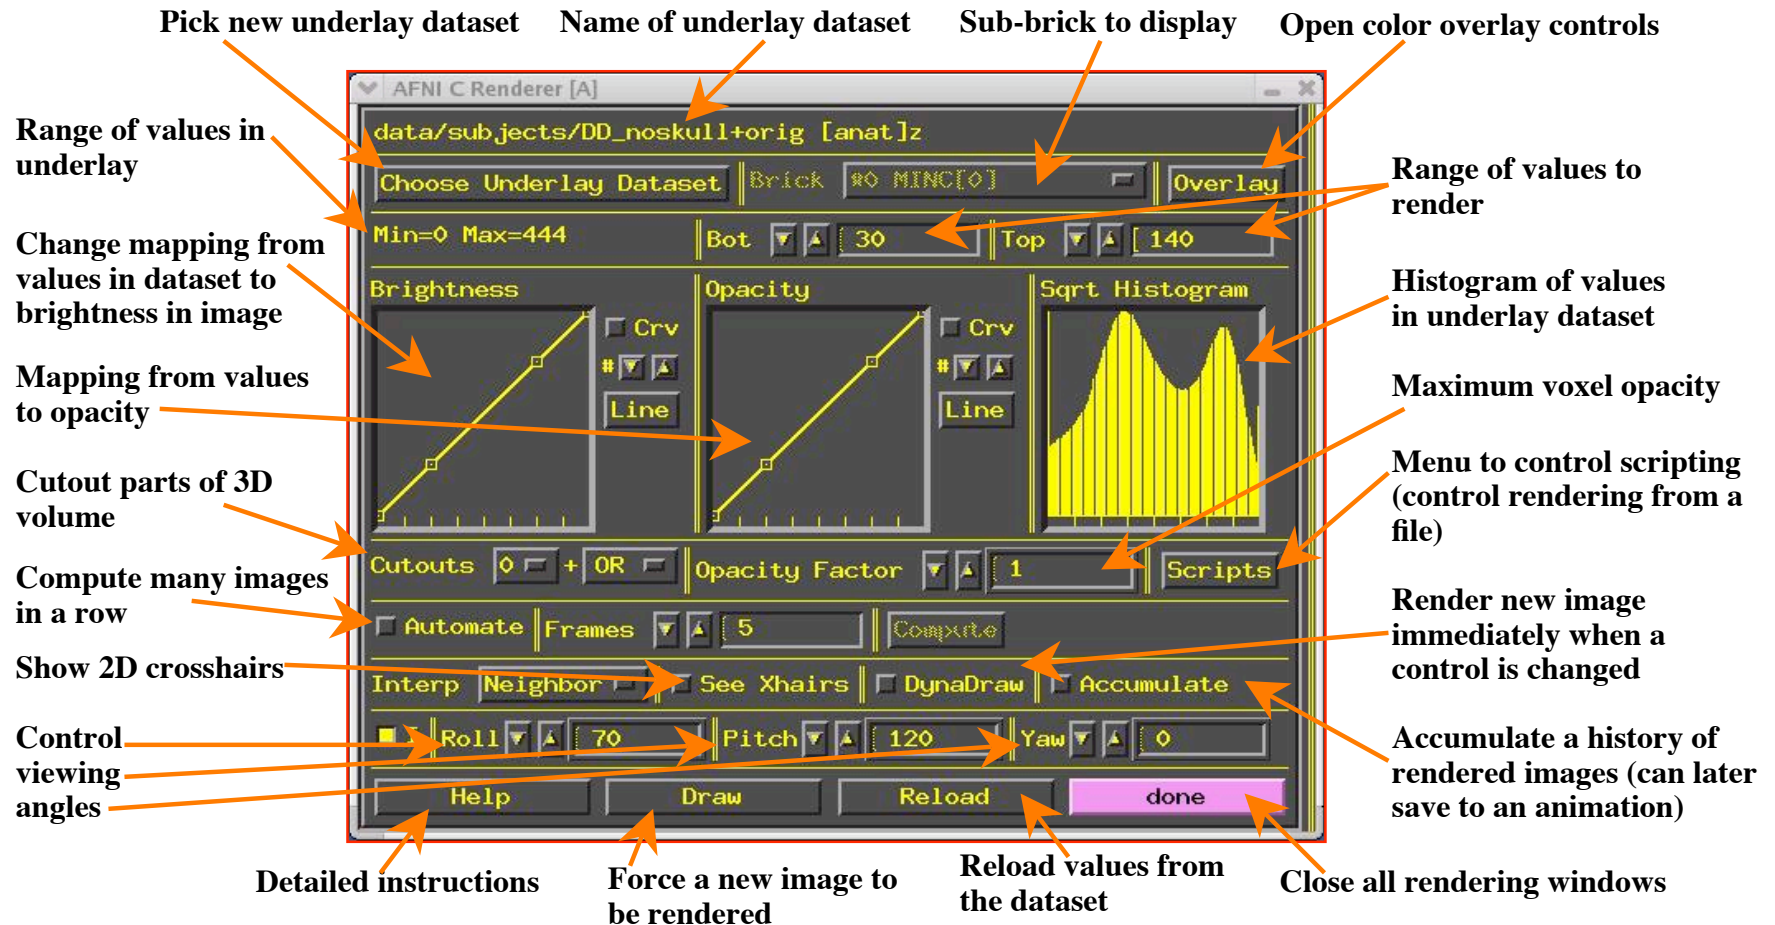 Pick new underlay dataset
Name of underlay dataset
Sub-brick to display
Open color overlay controls
AFNI C Renderer [A]
Range of values in
underlay
data/subjects/DD_noskull+orig [anat]z
Choose Underlay Dataset
Brick
#0 MINC[0]
Overlay
Range of values to
render
Min=0 Max=444
Bot
30
Top
140
Change mapping from
values in dataset to
brightness in image
Brightness
Crv
#
Line
Opacity
Crv
#
Line
Sqrt Histogram
Histogram of values
in underlay dataset
Mapping from values
to opacity
Maximum voxel opacity
Cutout parts of 3D
volume
Menu to control scripting
(control rendering from a
file)
Cutouts
0
+
OR
Opacity Factor
1
Scripts
Compute many images
in a row
Automate
Frames
5
Compute
Render new image
immediately when a
control is changed
Show 2D crosshairs
Interp
Neighbor
See Xhairs
DynaDraw
Accumulate
Control
viewing
angles
I
Roll
70
Pitch
120
Yaw
0
Accumulate a history of
rendered images (can later
save to an animation)
Help
Draw
Reload
done
Detailed instructions
Force a new image to
be rendered
Reload values from
the dataset
Close all rendering windows